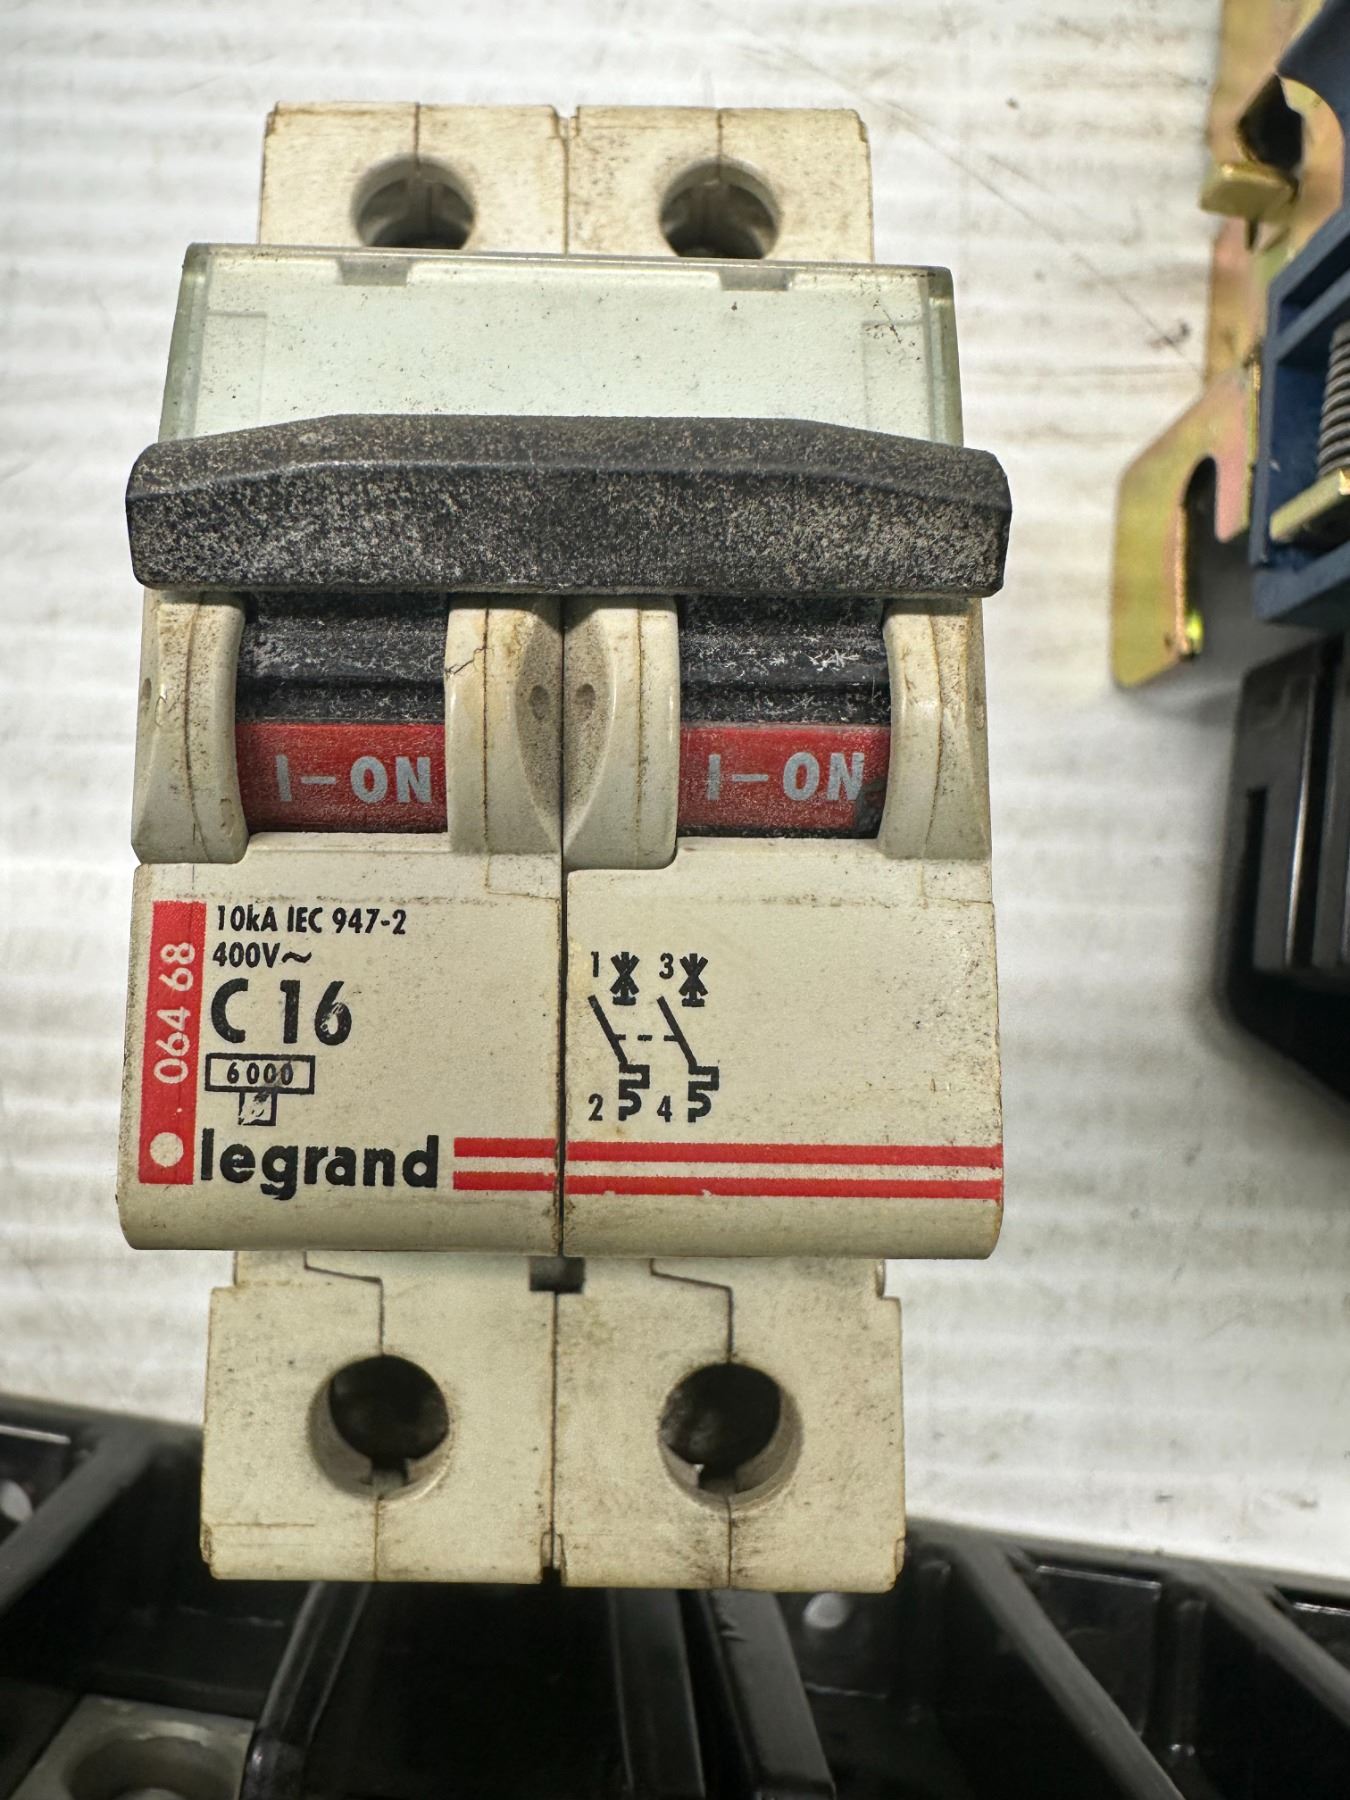 I-ON
I-ON
10kA IEC 947-2
400V~
C 16
6000
064 68
legrand
1 3
2 4